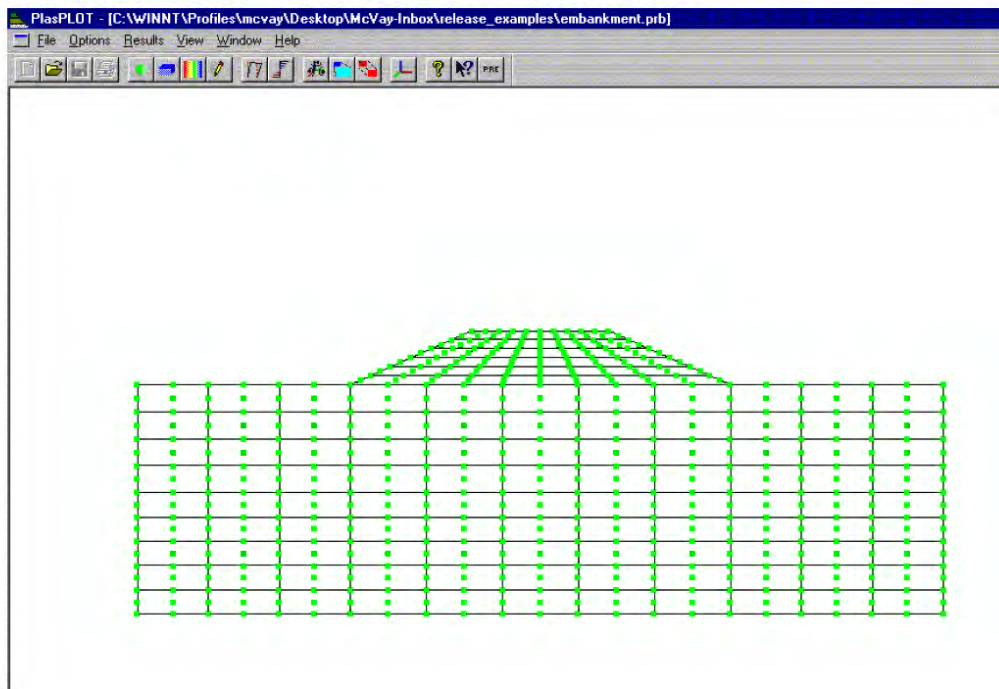 PlasPLOT - [C:\WINNT\Profiles\mcvay\Desktop\McVay-Inbox\release_examples\embankment.prb]
File Options Results View Window Help
PRE